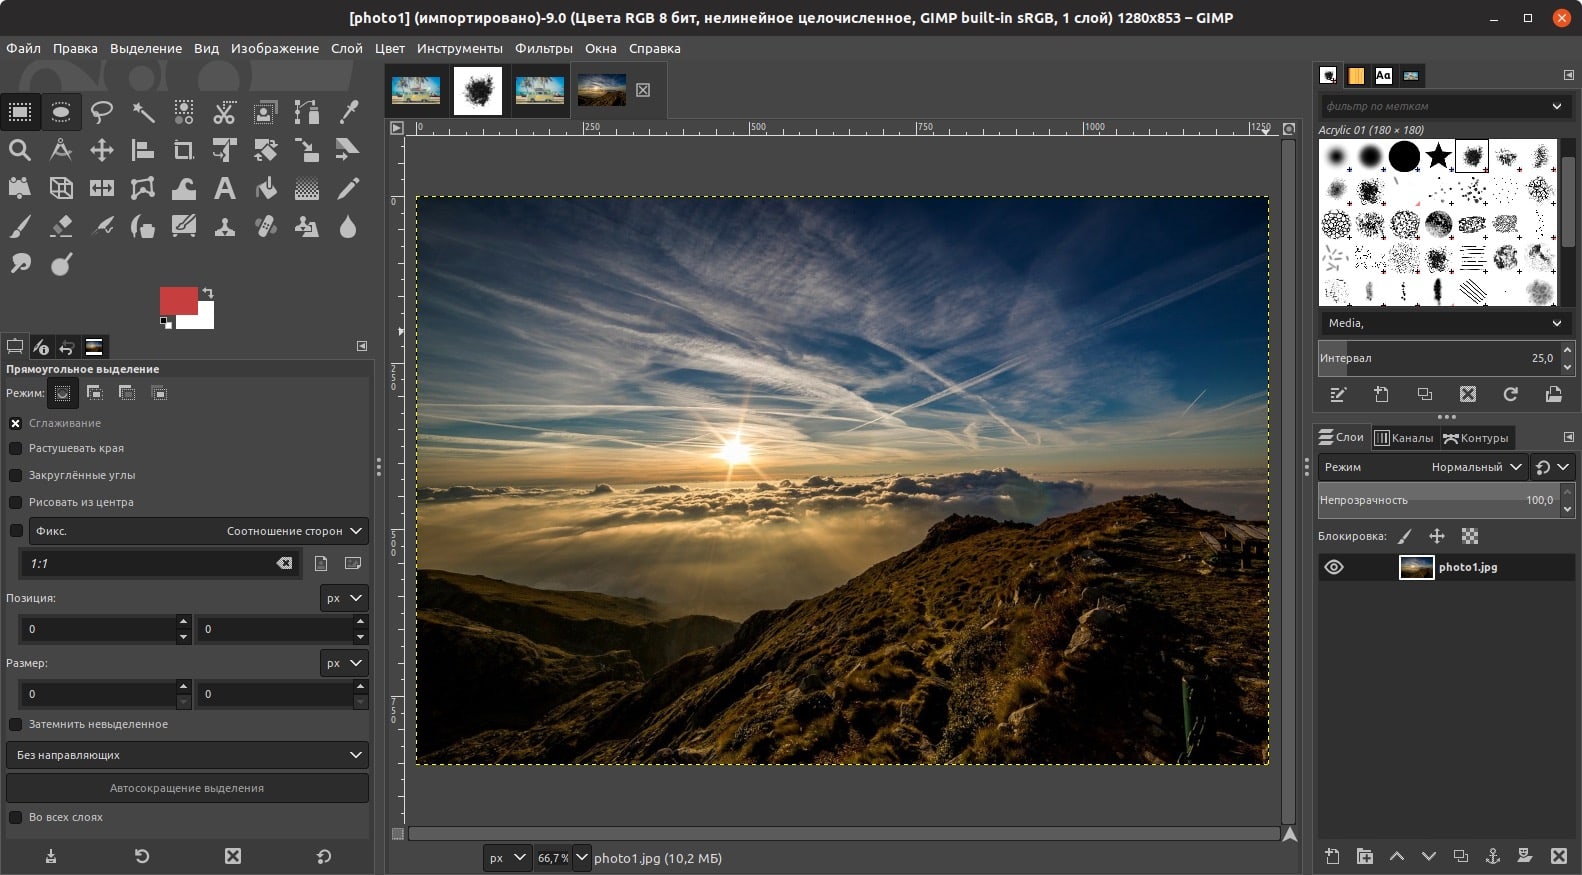 [photo1] (импортировано)-9.0 (Цвета RGB 8 бит, нелинейное целочисленное, GIMP built-in sRGB, 1 слой) 1280x853 – GIMP
Файл Правка Выделение Вид Изображение Слой Цвет Инструменты Фильтры Окна Справка
Прямоугольное выделение
Режим:
Сглаживание
Растушевать края
Закруглённые углы
Рисовать из центра
Фикс. Соотношение сторон
1:1
Позиция: px
0 0
Размер: px
0 0
Затемнить невыделенное
Без направляющих
Автосокращение выделения
Во всех слоях
0 250 500 750 1000 1250
0
250
500
750
px 66,7 % photo1.jpg (10,2 МБ)
Aa
фильтр по меткам
Acrylic 01 (180 × 180)
Media,
Интервал 25,0
Слои Каналы Контуры
Режим Нормальный
Непрозрачность 100,0
Блокировка:
photo1.jpg